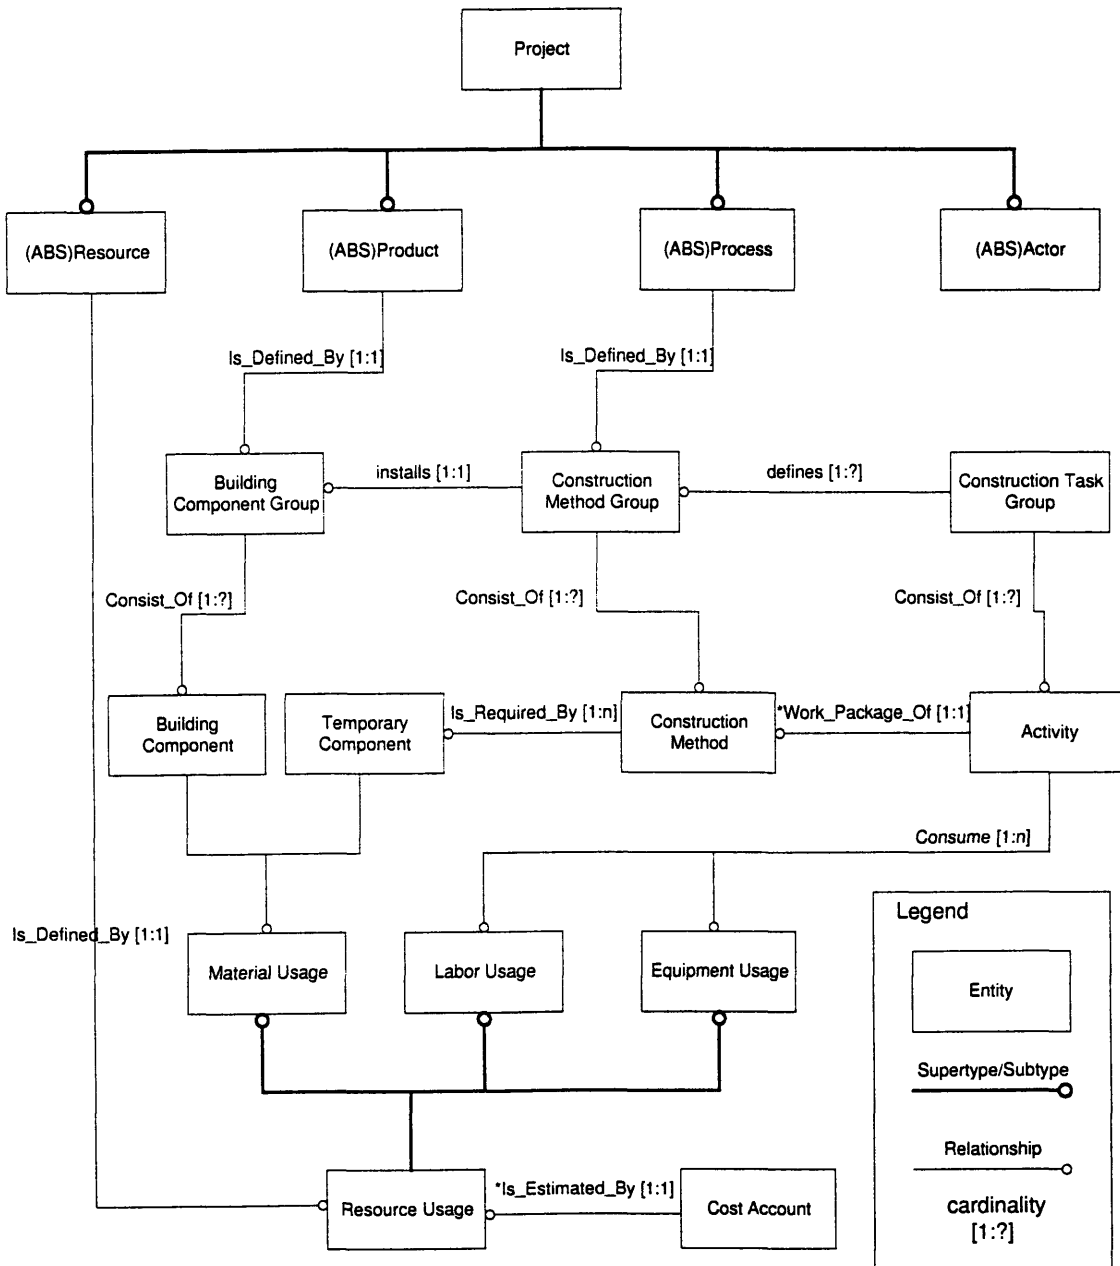 Project
(ABS)Resource
(ABS)Product
(ABS)Process
(ABS)Actor
Is_Defined_By [1:1]
Is_Defined_By [1:1]
Building
Component Group
installs [1:1]
Construction
Method Group
defines [1:?]
Construction Task
Group
Consist_Of [1:?]
Consist_Of [1:?]
Consist_Of [1:?]
Building
Component
Temporary
Component
Is_Required_By [1:n]
Construction
Method
*Work_Package_Of [1:1]
Activity
Consume [1:n]
Is_Defined_By [1:1]
Material Usage
Labor Usage
Equipment Usage
Resource Usage
*Is_Estimated_By [1:1]
Cost Account
Legend
Entity
Supertype/Subtype
Relationship
cardinality
[1:?]